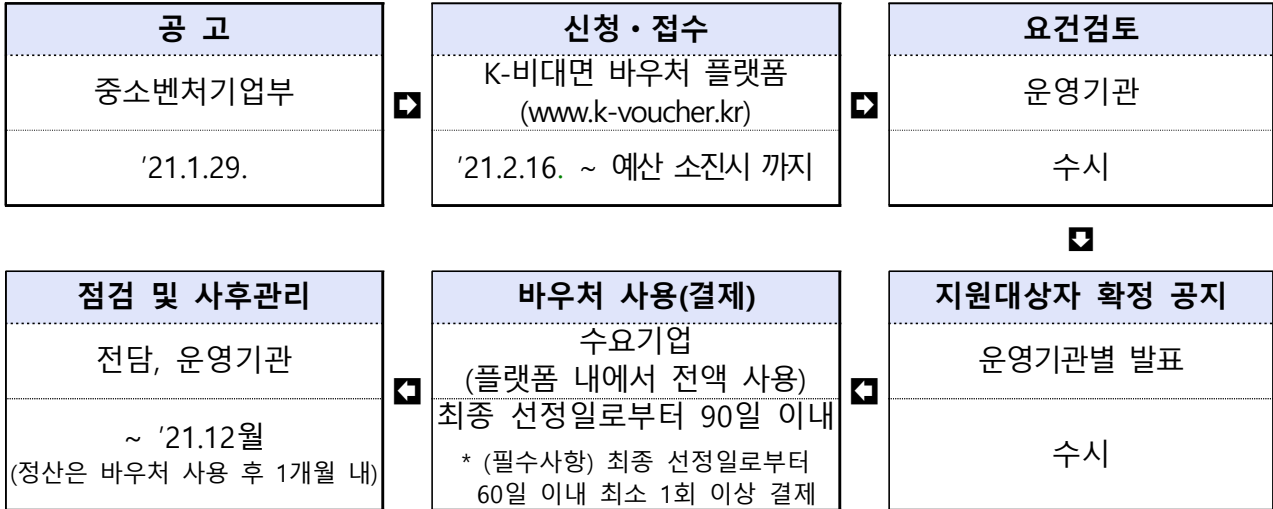 공 고
중소벤처기업부
'21.1.29.
신청・접수
K-비대면 바우처 플랫폼
(www.k-voucher.kr)
'21.2.16. ~ 예산 소진시 까지
요건검토
운영기관
수시
지원대상자 확정 공지
운영기관별 발표
수시
바우처 사용(결제)
수요기업
(플랫폼 내에서 전액 사용)
최종 선정일로부터 90일 이내
* (필수사항) 최종 선정일로부터
60일 이내 최소 1회 이상 결제
점검 및 사후관리
전담, 운영기관
~ '21.12월
(정산은 바우처 사용 후 1개월 내)